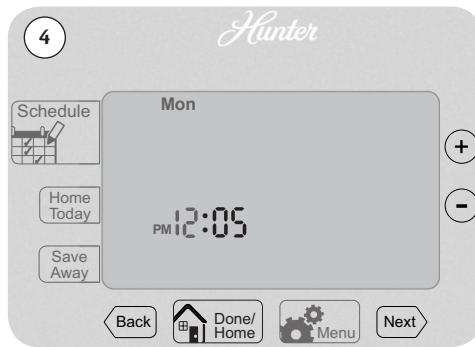 4
Hunter
Schedule
Mon
+
Home
Today
-
PM 12:05
Save
Away
Back
Done/
Home
Menu
Next